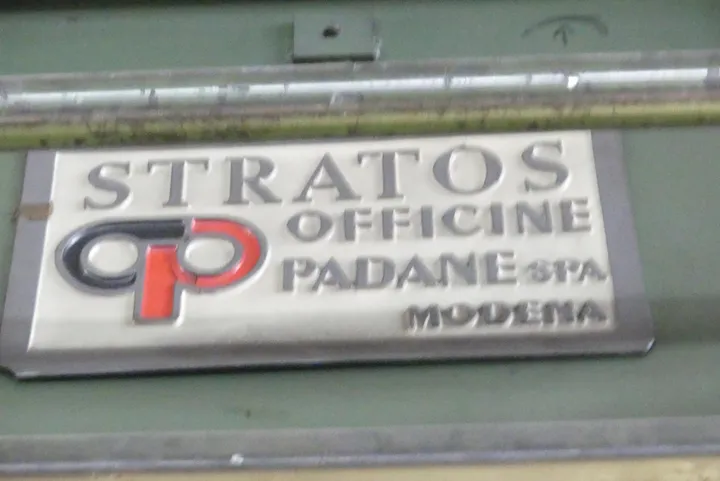 STRATOS
OFFICINE
PADANE SPA
MODENA